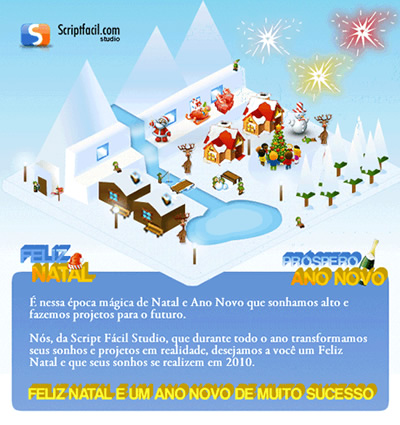 Scriptfacil.com
studio
FELIZ
NATAL
PRÓSPERO
ANO NOVO
É nessa época mágica de Natal e Ano Novo que sonhamos alto e
fazemos projetos para o futuro.
Nós, da Script Fácil Studio, que durante todo o ano transformamos
seus sonhos e projetos em realidade, desejamos a você um Feliz
Natal e que seus sonhos se realizem em 2010.
FELIZ NATAL E UM ANO NOVO DE MUITO SUCESSO